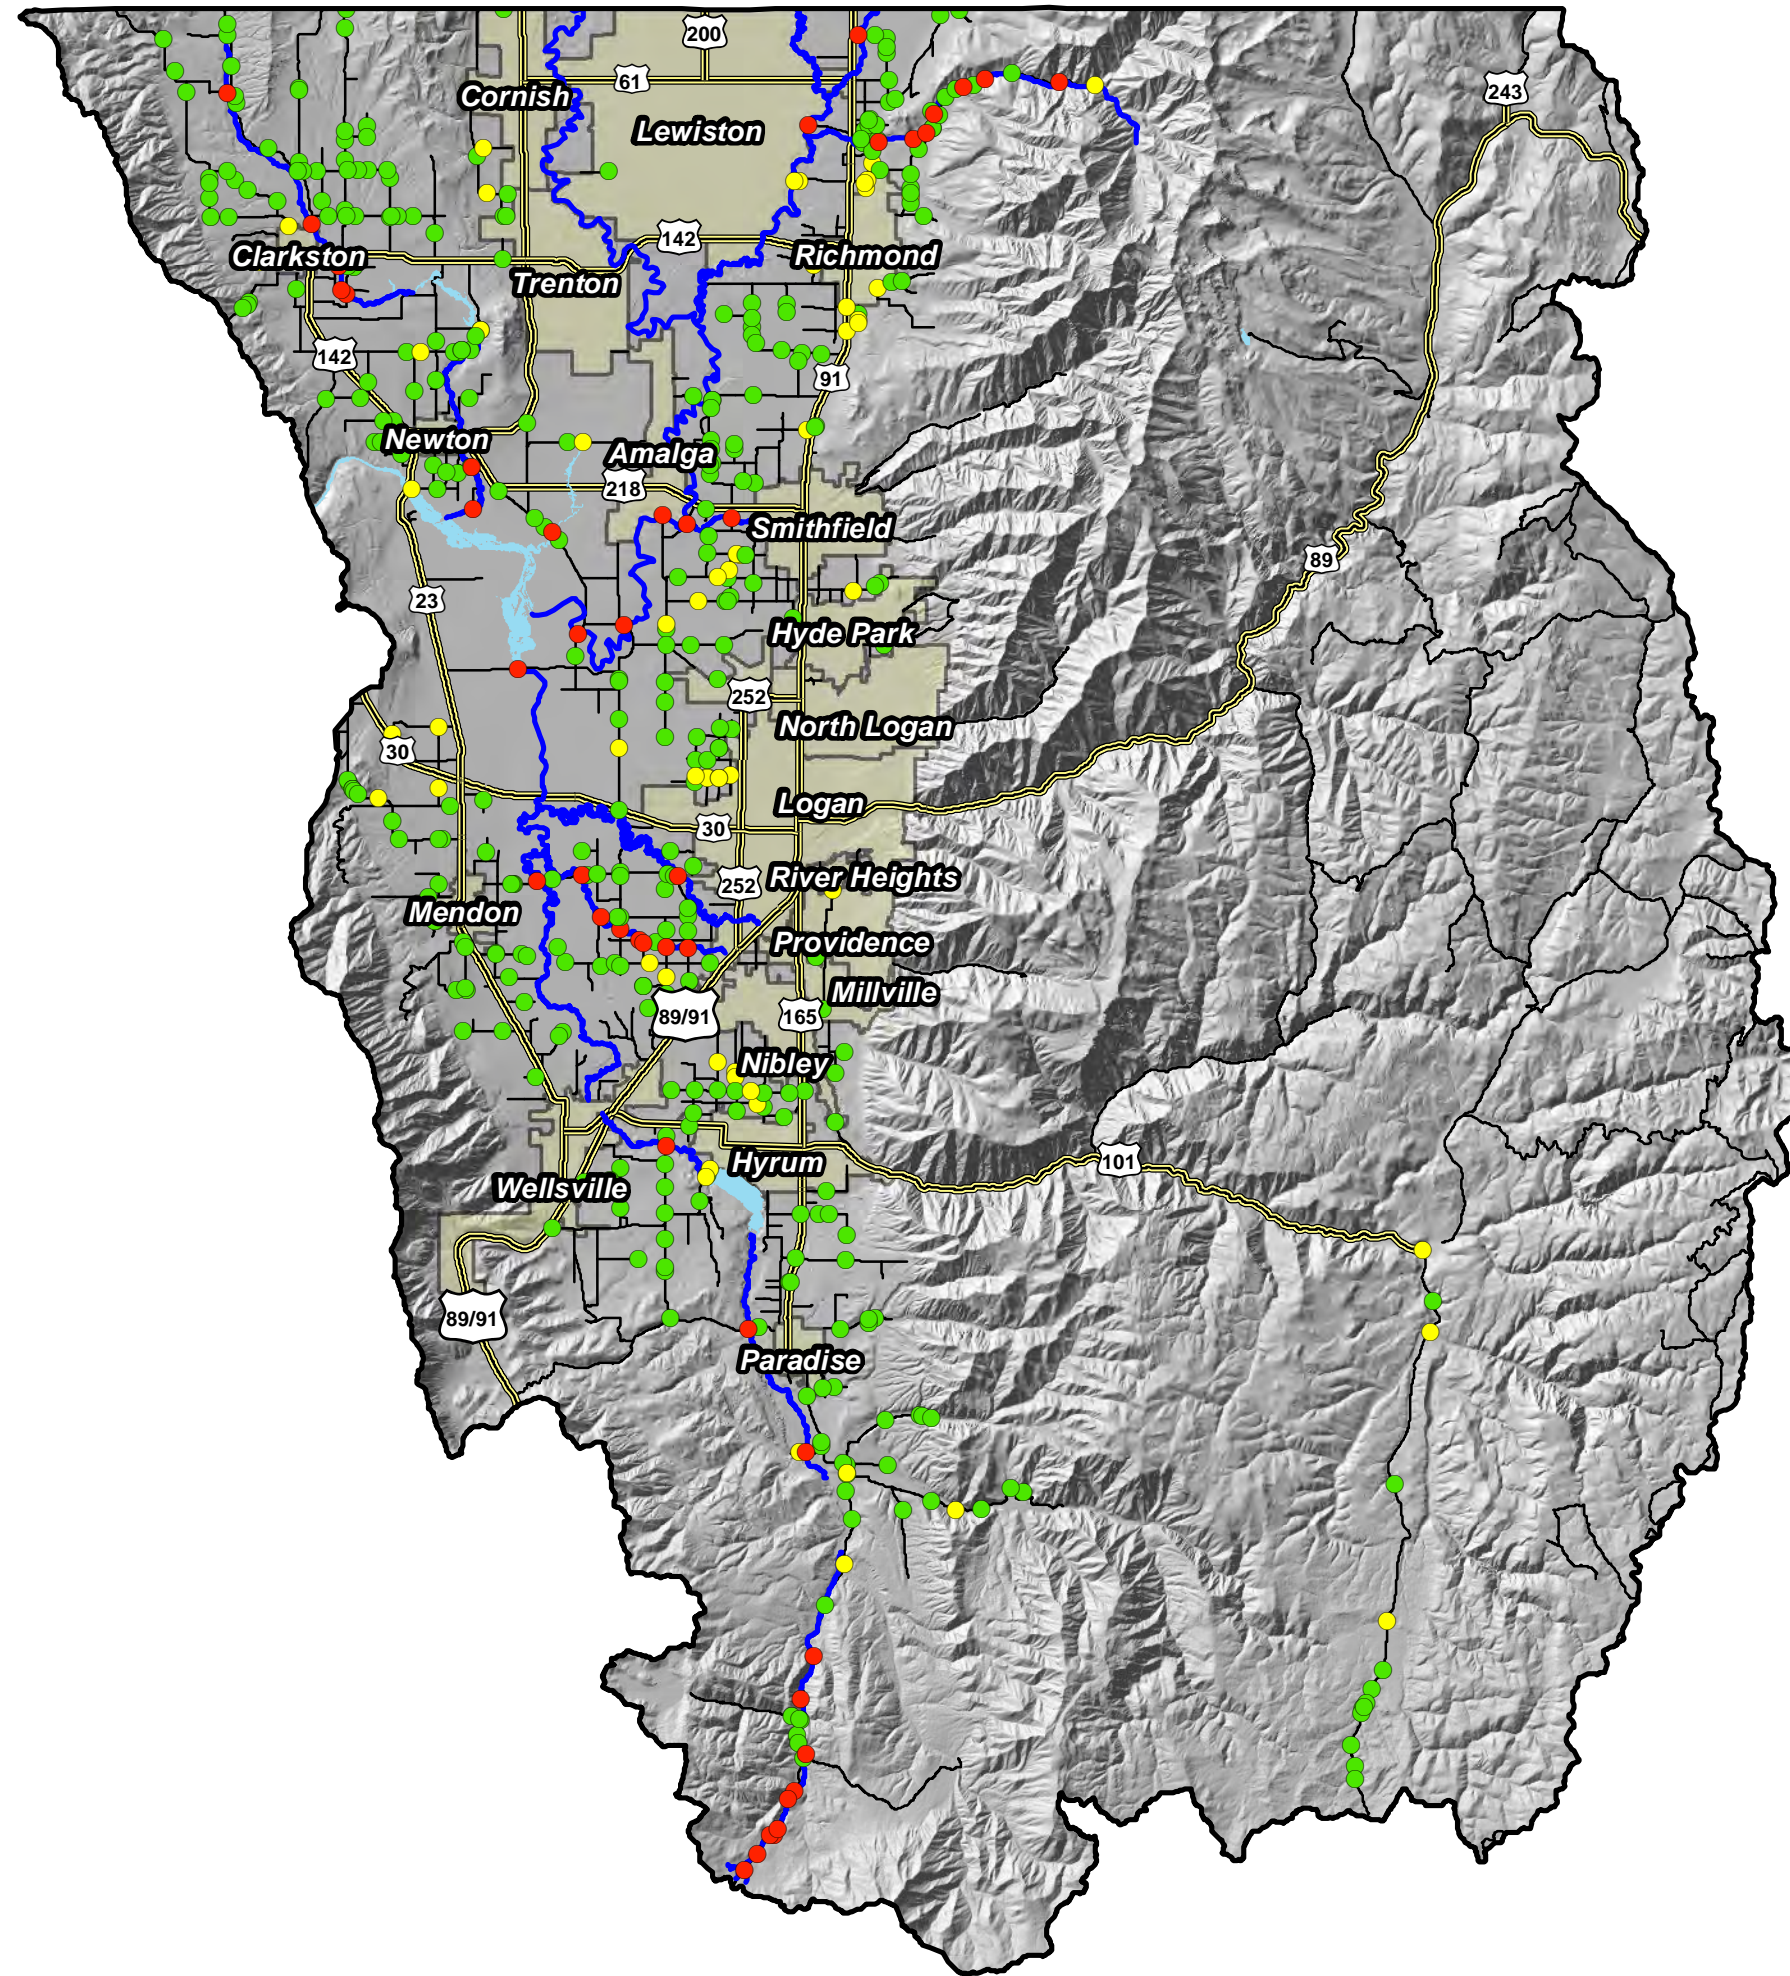 200
61
243
Cornish
Lewiston
142
Clarkston
Richmond
Trenton
142
91
Newton
Amalga
218
Smithfield
89
23
Hyde Park
252
North Logan
30
Logan
30
252
River Heights
Mendon
Providence
Millville
89/91
165
Nibley
101
Hyrum
Wellsville
89/91
Paradise